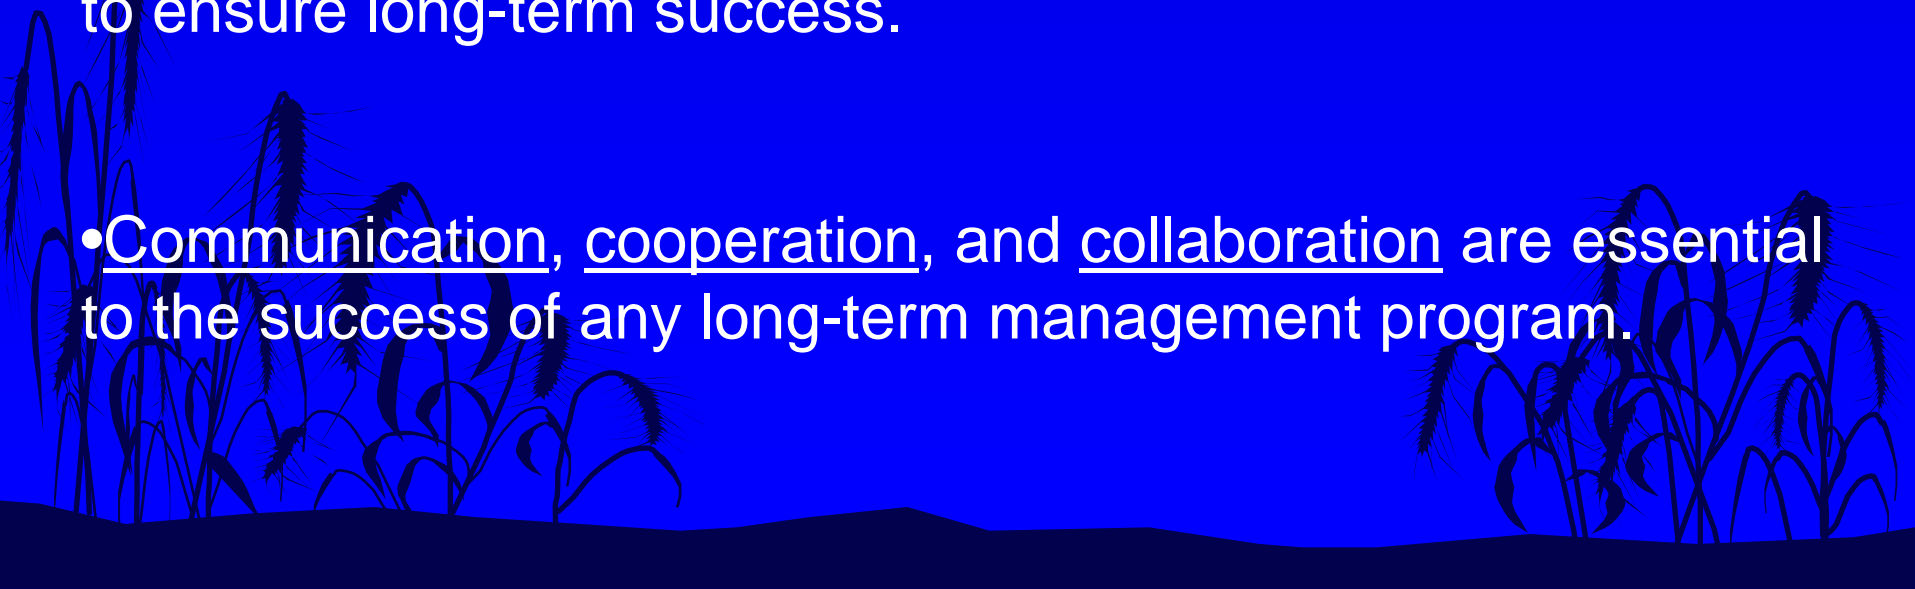 to ensure long-term success.
•Communication, cooperation, and collaboration are essential
to the success of any long-term management program.